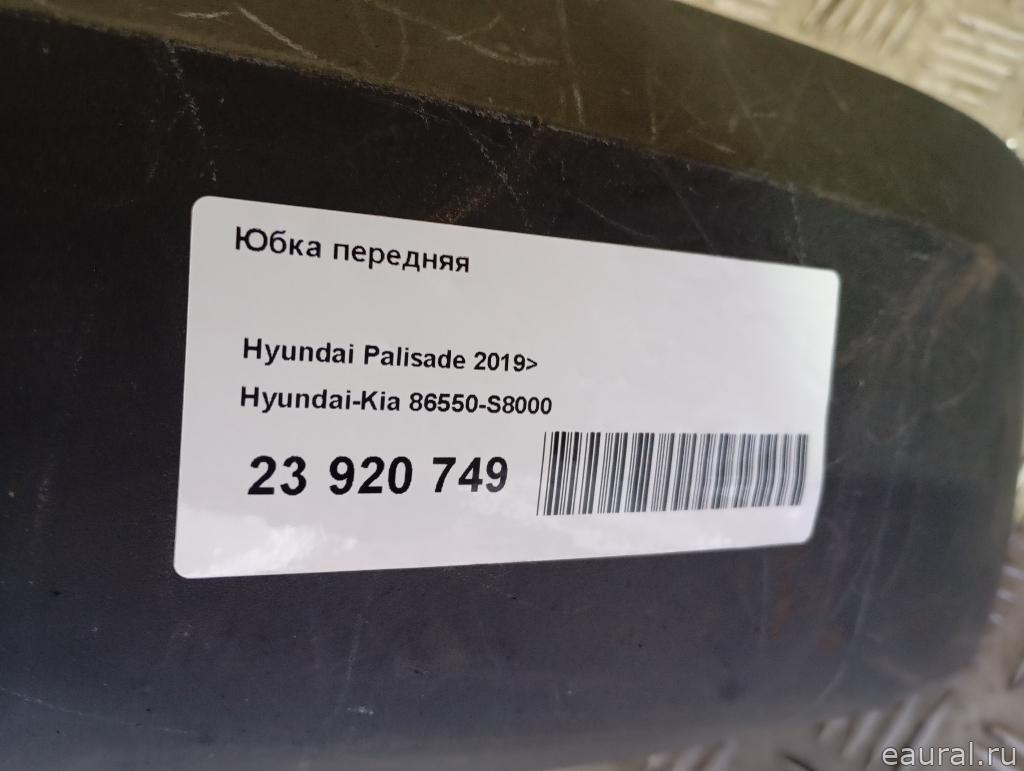 Юбка передняя
Hyundai Palisade 2019>
Hyundai-Kia 86550-S8000
23 920 749
eaural.ru